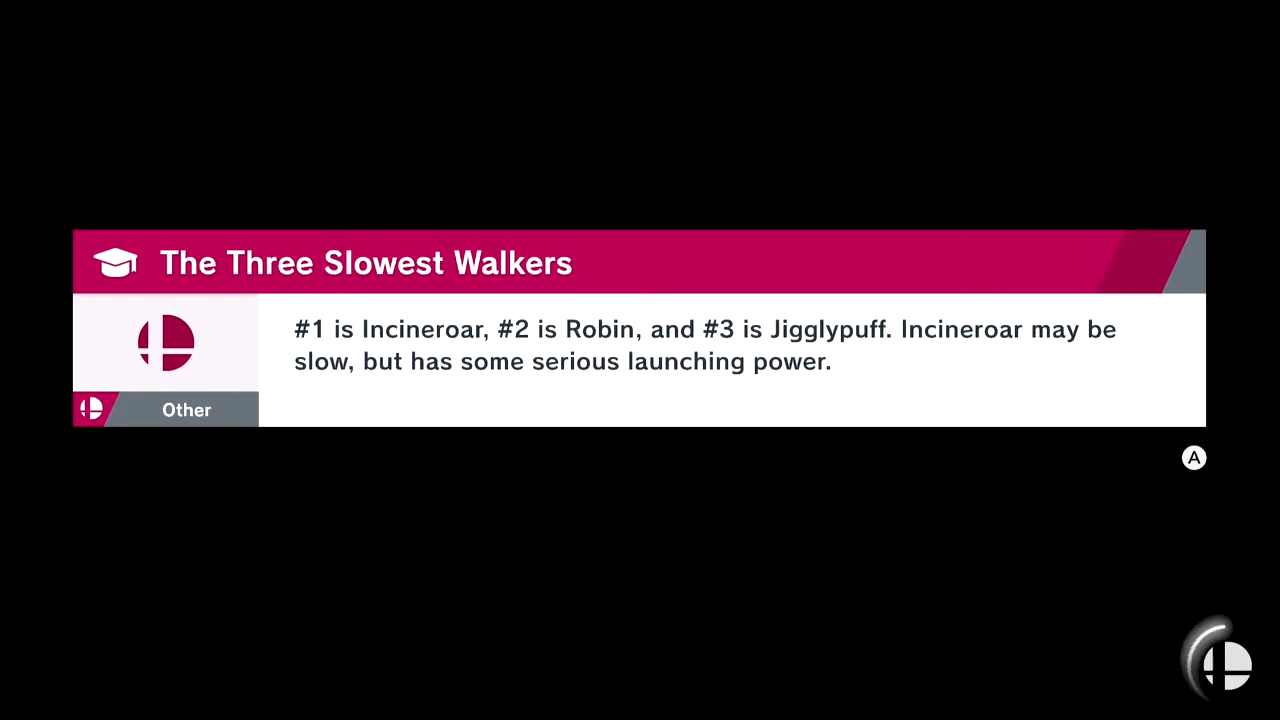 The Three Slowest Walkers
#1 is Incineroar, #2 is Robin, and #3 is Jigglypuff. Incineroar may be
slow, but has some serious launching power.
Other
A